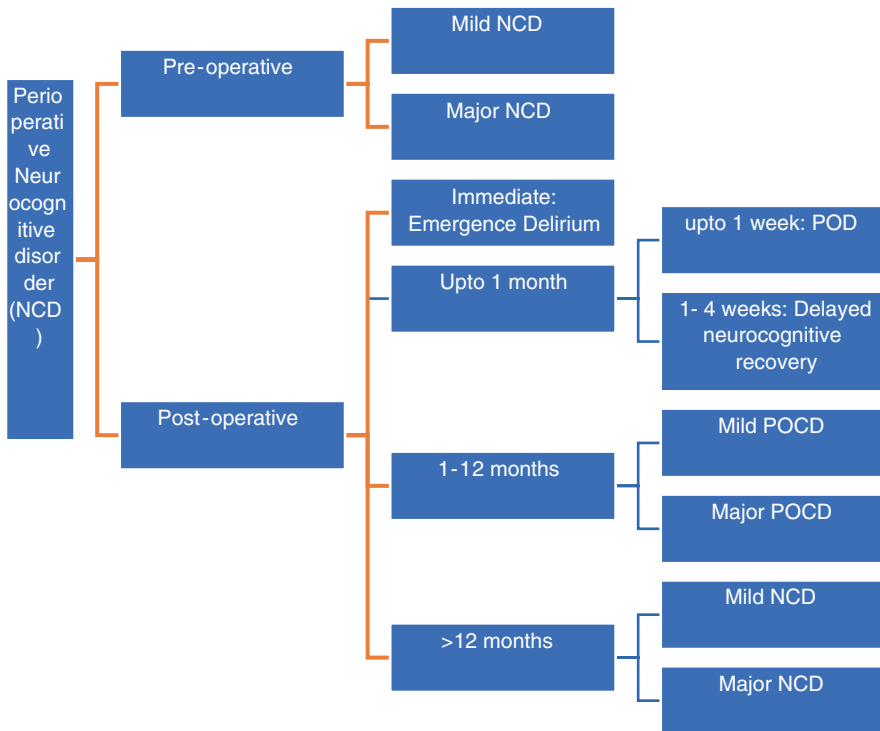 Perio
perati
ve
Neur
ocogn
itive
disor
der
(NCD
)
Pre-operative
Mild NCD
Major NCD
Post-operative
Immediate:
Emergence Delirium
Upto 1 month
upto 1 week: POD
1- 4 weeks: Delayed
neurocognitive
recovery
1-12 months
Mild POCD
Major POCD
>12 months
Mild NCD
Major NCD